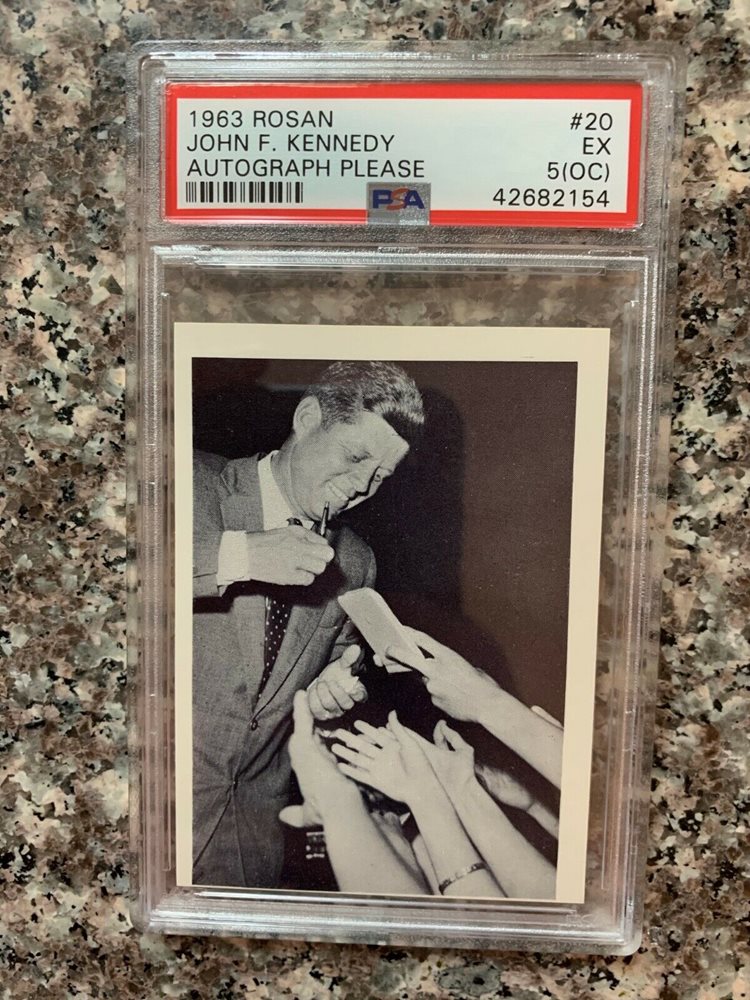 1963 ROSAN #20
JOHN F. KENNEDY EX
AUTOGRAPH PLEASE 5(OC)
PSA 42682154